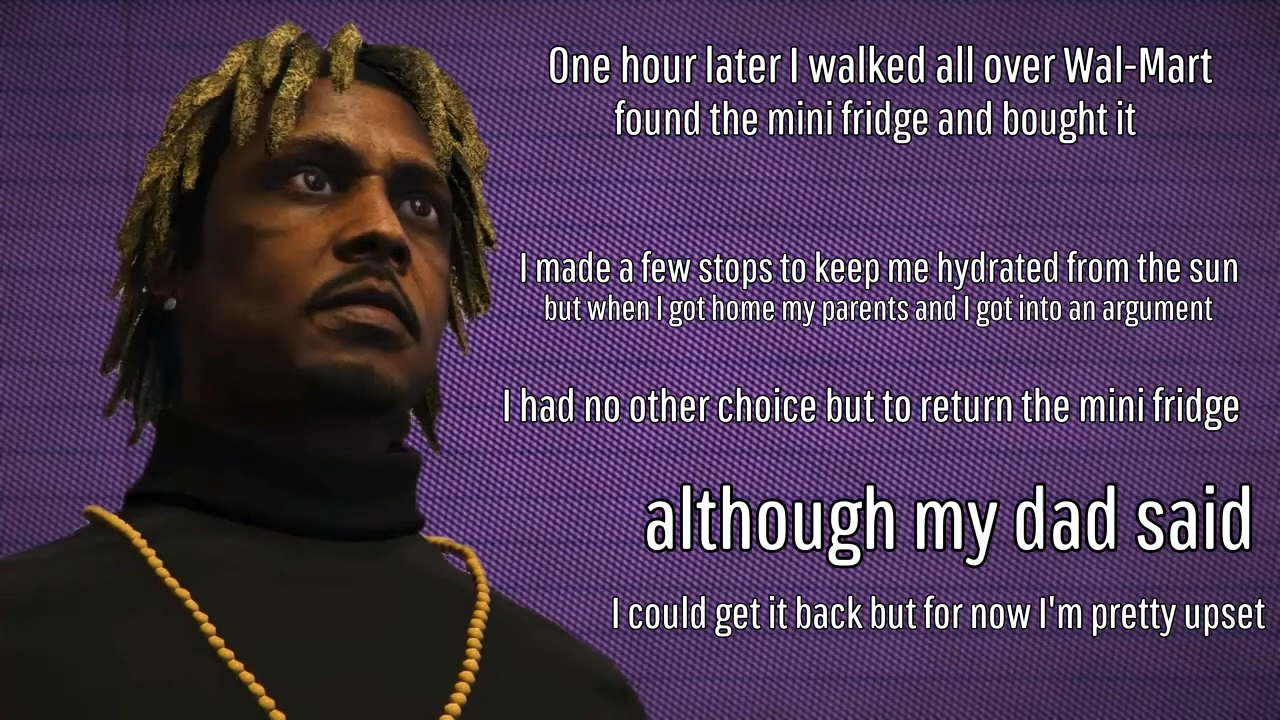 One hour later I walked all over Wal-Mart
found the mini fridge and bought it
I made a few stops to keep me hydrated from the sun
but when I got home my parents and I got into an argument
I had no other choice but to return the mini fridge
although my dad said
I could get it back but for now I'm pretty upset